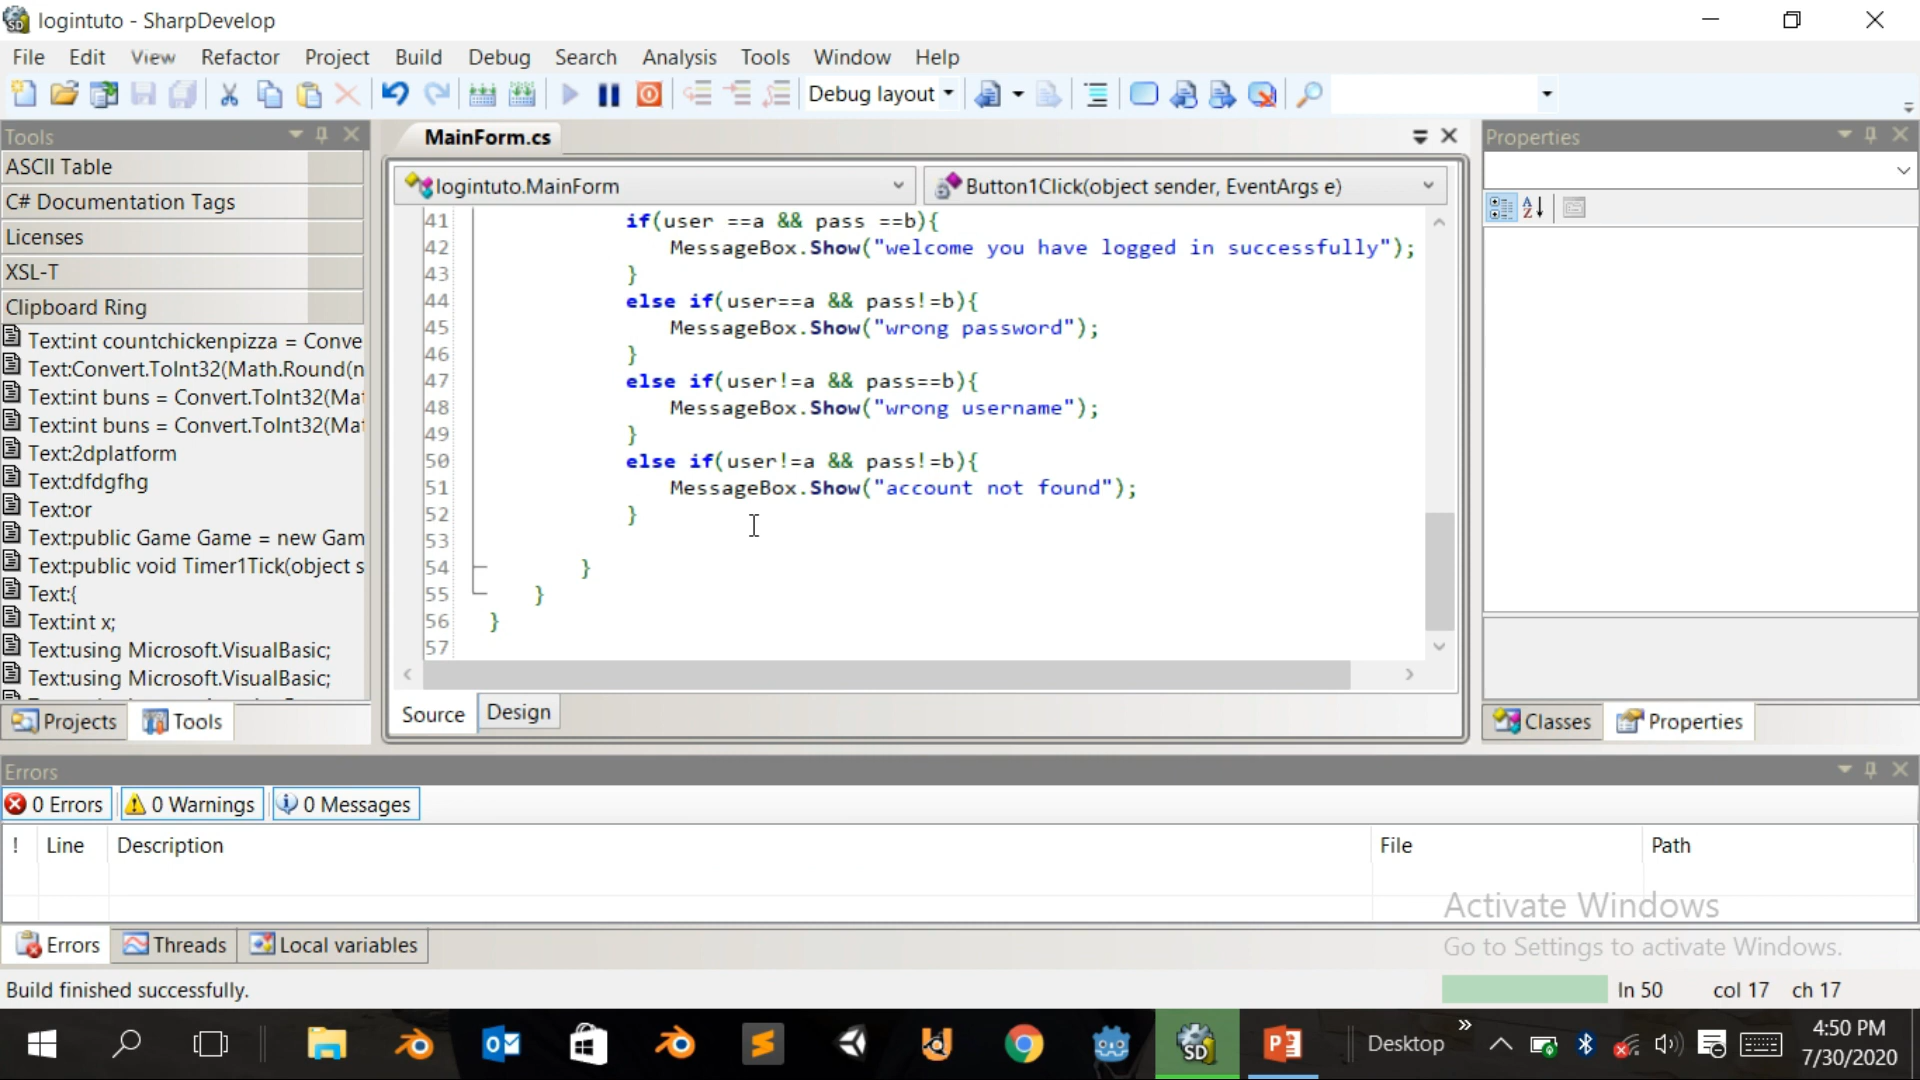 logintuto - SharpDevelop
File Edit View Refactor Project Build Debug Search Analysis Tools Window Help
Debug layout
Tools
ASCII Table
C# Documentation Tags
Licenses
XSL-T
Clipboard Ring
Text:int countchickenpizza = Conve
Text:Convert.ToInt32(Math.Round(n
Text:int buns = Convert.ToInt32(Mat
Text:int buns = Convert.ToInt32(Mat
Text:2dplatform
Text:dfdgfhg
Text:or
Text:public Game Game = new Gam
Text:public void Timer1Tick(object s
Text:{
Text:int x;
Text:using Microsoft.VisualBasic;
Text:using Microsoft.VisualBasic;
Projects Tools
MainForm.cs
logintuto.MainForm Button1Click(object sender, EventArgs e)
41 if(user ==a && pass ==b){
42 MessageBox.Show("welcome you have logged in successfully");
43 }
44 else if(user==a && pass!=b){
45 MessageBox.Show("wrong password");
46 }
47 else if(user!=a && pass==b){
48 MessageBox.Show("wrong username");
49 }
50 else if(user!=a && pass!=b){
51 MessageBox.Show("account not found");
52 }
53
54 }
55 }
56 }
57
Source Design
Properties
Classes Properties
Errors
0 Errors 0 Warnings 0 Messages
! Line Description File Path
Activate Windows
Go to Settings to activate Windows.
Errors Threads Local variables
Build finished successfully. ln 50 col 17 ch 17
Desktop
4:50 PM
7/30/2020